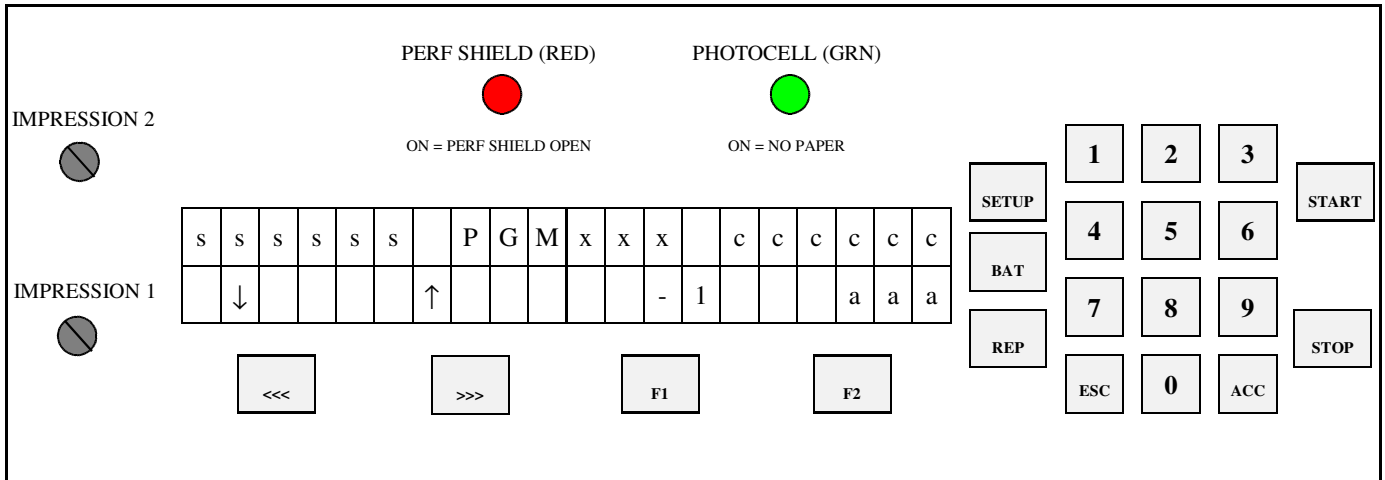 PERF SHIELD (RED) PHOTOCELL (GRN)
IMPRESSION 2
ON = PERF SHIELD OPEN ON = NO PAPER
1 2 3
SETUP START
s s s s s s P G M x x x c c c c c c
4 5 6
BAT
IMPRESSION 1 ↓ ↑ - 1 a a a
7 8 9
REP STOP
<<< >>> F1 F2 ESC 0 ACC